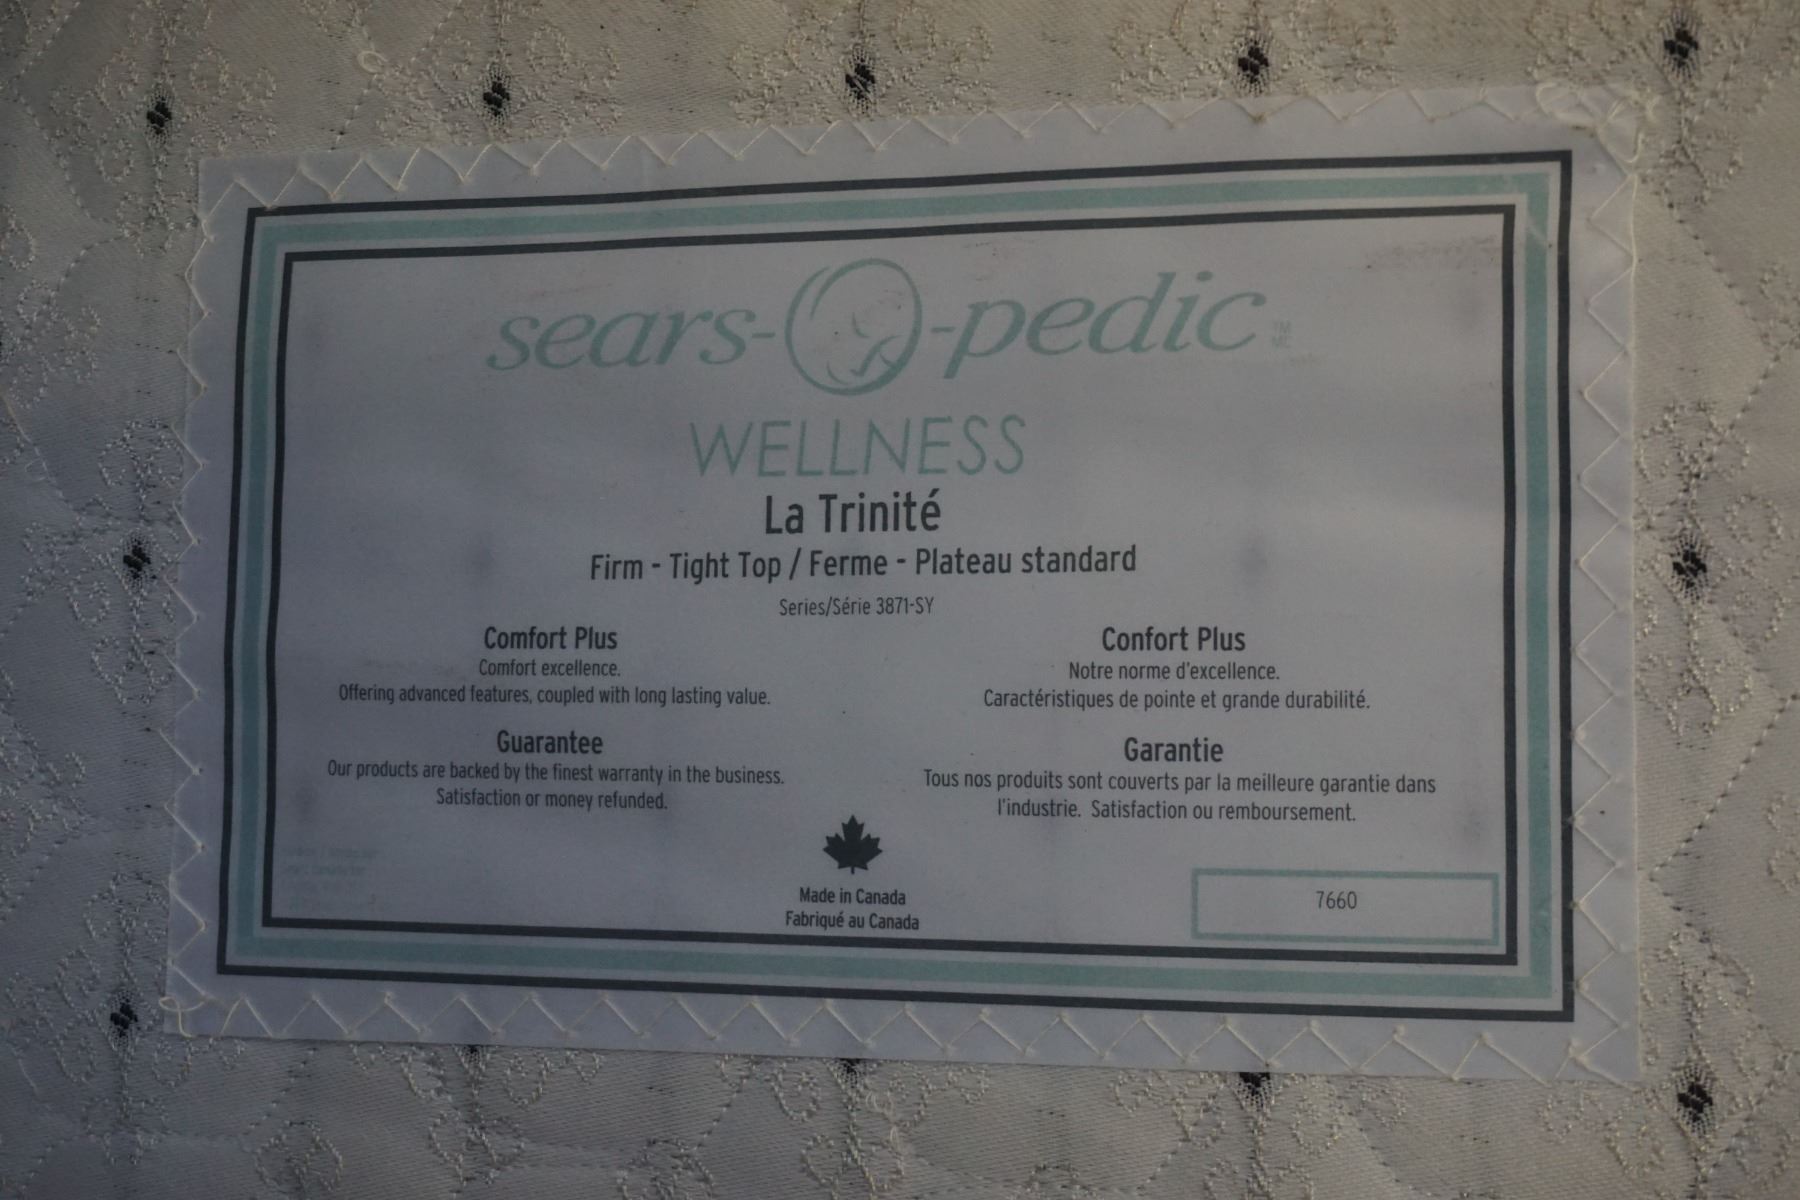 sears-O-pedic TM MC
WELLNESS
La Trinité
Firm - Tight Top / Ferme - Plateau standard
Series/Série 3871-SY
Comfort Plus
Comfort excellence.
Offering advanced features, coupled with long lasting value.
Guarantee
Our products are backed by the finest warranty in the business.
Satisfaction or money refunded.
Confort Plus
Notre norme d'excellence.
Caractéristiques de pointe et grande durabilité.
Garantie
Tous nos produits sont couverts par la meilleure garantie dans
l'industrie. Satisfaction ou remboursement.
Made in Canada
Fabriqué au Canada
7660